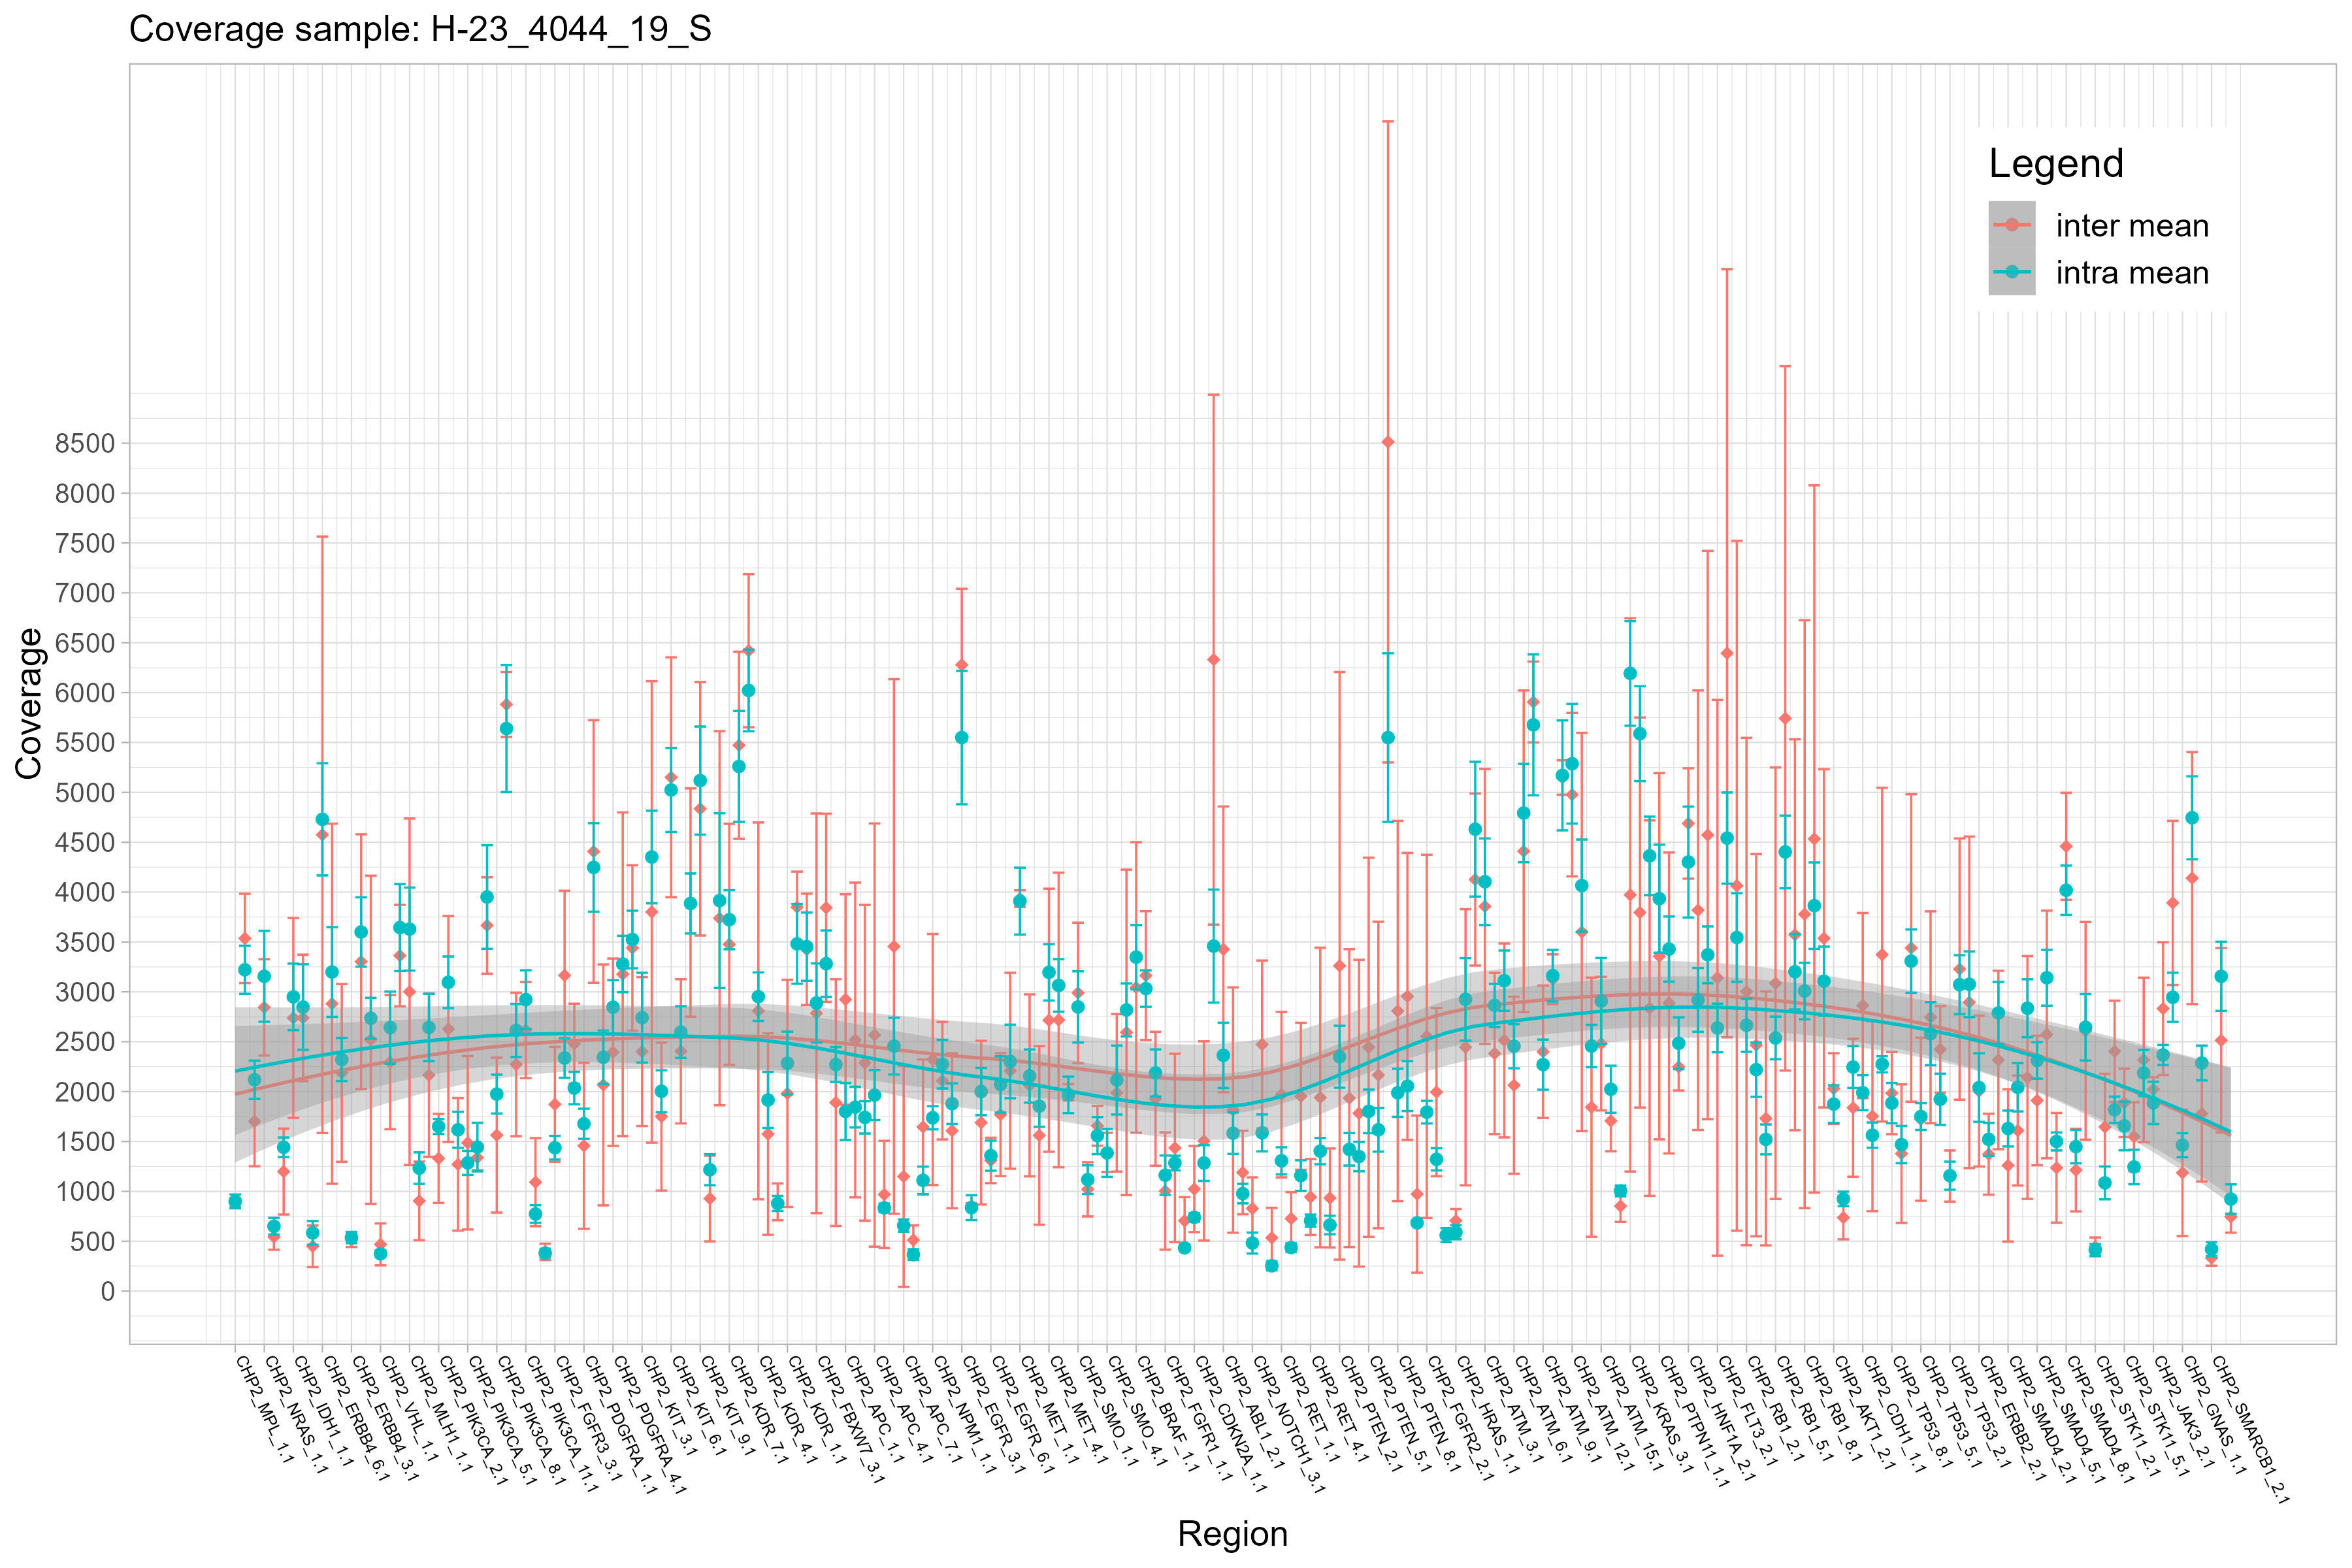 Coverage sample: H-23_4044_19_S
Legend
inter mean
intra mean
Coverage
8500
8000
7500
7000
6500
6000
5500
5000
4500
4000
3500
3000
2500
2000
1500
1000
500
0
CHP2_MPL_1.1
CHP2_NRAS_1.1
CHP2_IDH1_1.1
CHP2_ERBB4_6.1
CHP2_ERBB4_3.1
CHP2_VHL_1.1
CHP2_MLH1_1.1
CHP2_PIK3CA_2.1
CHP2_PIK3CA_5.1
CHP2_PIK3CA_8.1
CHP2_PIK3CA_11.1
CHP2_FGFR3_3.1
CHP2_PDGFRA_1.1
CHP2_PDGFRA_4.1
CHP2_KIT_3.1
CHP2_KIT_6.1
CHP2_KIT_9.1
CHP2_KDR_7.1
CHP2_KDR_4.1
CHP2_KDR_1.1
CHP2_FBXW7_3.1
CHP2_APC_1.1
CHP2_APC_4.1
CHP2_APC_7.1
CHP2_NPM1_1.1
CHP2_EGFR_3.1
CHP2_EGFR_6.1
CHP2_MET_1.1
CHP2_MET_4.1
CHP2_SMO_1.1
CHP2_SMO_4.1
CHP2_BRAF_1.1
CHP2_FGFR1_1.1
CHP2_CDKN2A_1.1
CHP2_ABL1_2.1
CHP2_NOTCH1_3.1
CHP2_RET_1.1
CHP2_RET_4.1
CHP2_PTEN_2.1
CHP2_PTEN_5.1
CHP2_PTEN_8.1
CHP2_FGFR2_2.1
CHP2_HRAS_1.1
CHP2_ATM_3.1
CHP2_ATM_6.1
CHP2_ATM_9.1
CHP2_ATM_12.1
CHP2_ATM_15.1
CHP2_KRAS_3.1
CHP2_PTPN11_1.1
CHP2_HNF1A_2.1
CHP2_FLT3_2.1
CHP2_RB1_2.1
CHP2_RB1_5.1
CHP2_RB1_8.1
CHP2_AKT1_2.1
CHP2_CDH1_1.1
CHP2_TP53_8.1
CHP2_TP53_5.1
CHP2_TP53_2.1
CHP2_ERBB2_2.1
CHP2_SMAD4_2.1
CHP2_SMAD4_5.1
CHP2_SMAD4_8.1
CHP2_STK11_2.1
CHP2_STK11_5.1
CHP2_JAK3_2.1
CHP2_GNAS_1.1
CHP2_SMARCB1_2.1
Region